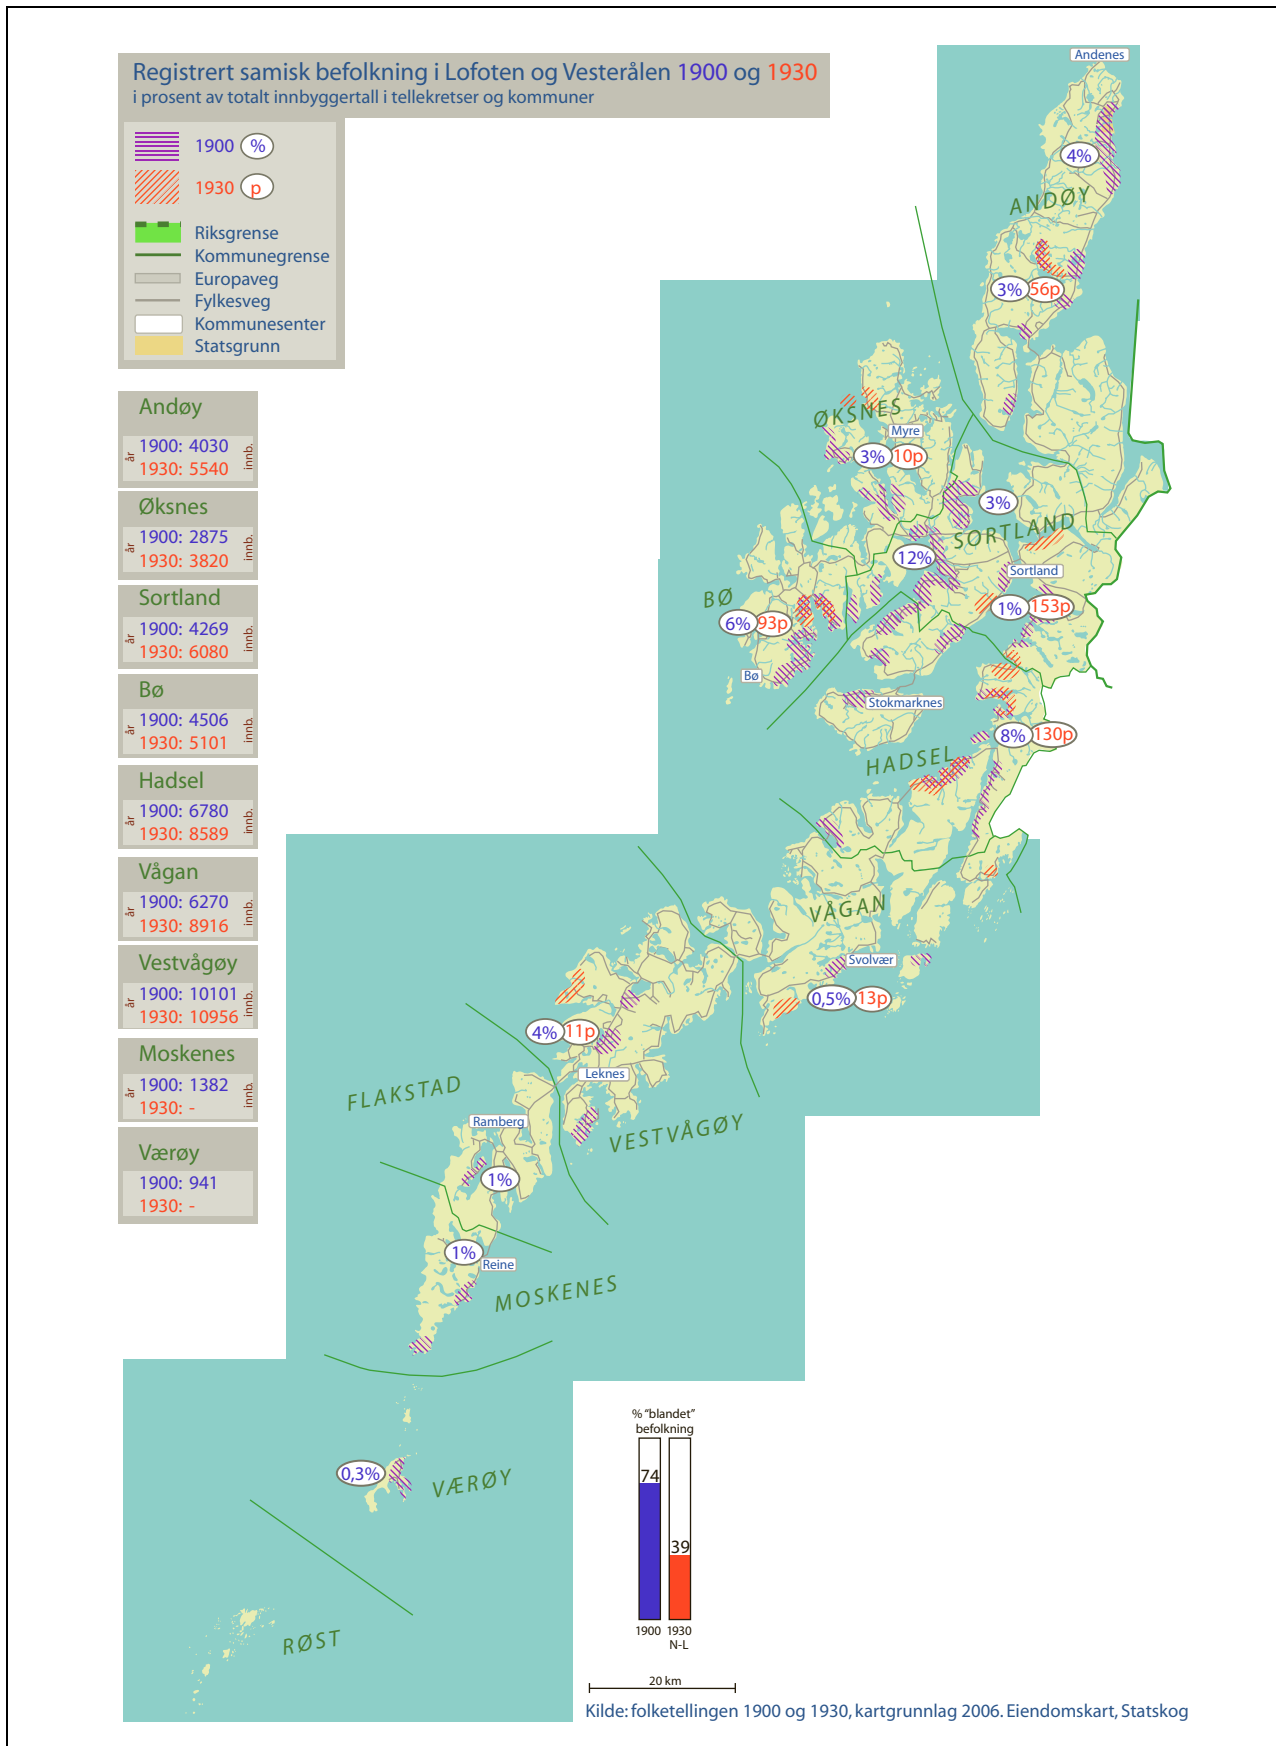 Registrert samisk befolkning i Lofoten og Vesterålen 1900 og 1930
i prosent av totalt innbyggertall i tellekretser og kommuner
1900 %
1930 p
Riksgrense
Kommunegrense
Europaveg
Fylkesveg
Kommunesenter
Statsgrunn
Andøy
år
1900: 4030
1930: 5540
innb.
Øksnes
år
1900: 2875
1930: 3820
innb.
Sortland
år
1900: 4269
1930: 6080
innb.
Bø
år
1900: 4506
1930: 5101
innb.
Hadsel
år
1900: 6780
1930: 8589
innb.
Vågan
år
1900: 6270
1930: 8916
innb.
Vestvågøy
år
1900: 10101
1930: 10956
innb.
Moskenes
år
1900: 1382
1930: -
innb.
Værøy
1900: 941
1930: -
Andenes
4%
ANDØY
3% 56p
ØKSNES
Myre
3% 10p
3%
SORTLAND
12%
Sortland
1% 153p
BØ
6% 93p
Bø
Stokmarknes
8% 130p
HADSEL
VÅGAN
Svolvær
0,5% 13p
4% 11p
Leknes
FLAKSTAD
VESTVÅGØY
Ramberg
1%
1%
Reine
MOSKENES
0,3%
VÆRØY
RØST
% "blandet"
befolkning
74
39
1900 1930
N-L
20 km
Kilde: folketellingen 1900 og 1930, kartgrunnlag 2006. Eiendomskart, Statskog